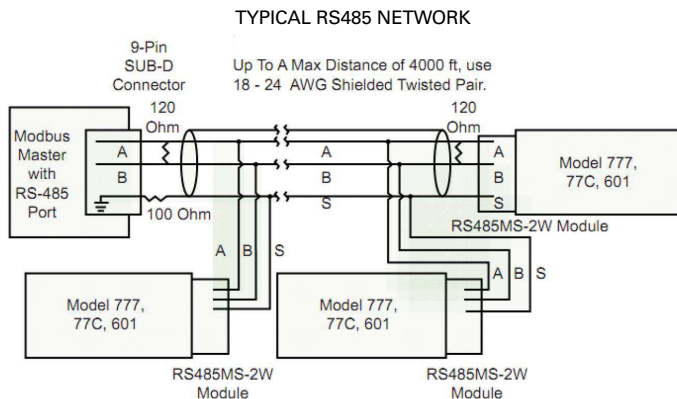 TYPICAL RS485 NETWORK
9-Pin
SUB-D
Connector
Up To A Max Distance of 4000 ft, use
18 - 24 AWG Shielded Twisted Pair.
120
Ohm
120
Ohm
Modbus
Master
with
RS-485
Port
A
B
A
B
S
A
B
S
Model 777,
77C, 601
100 Ohm
RS485MS-2W Module
A B S
A B S
Model 777,
77C, 601
Model 777,
77C, 601
RS485MS-2W
Module
RS485MS-2W
Module